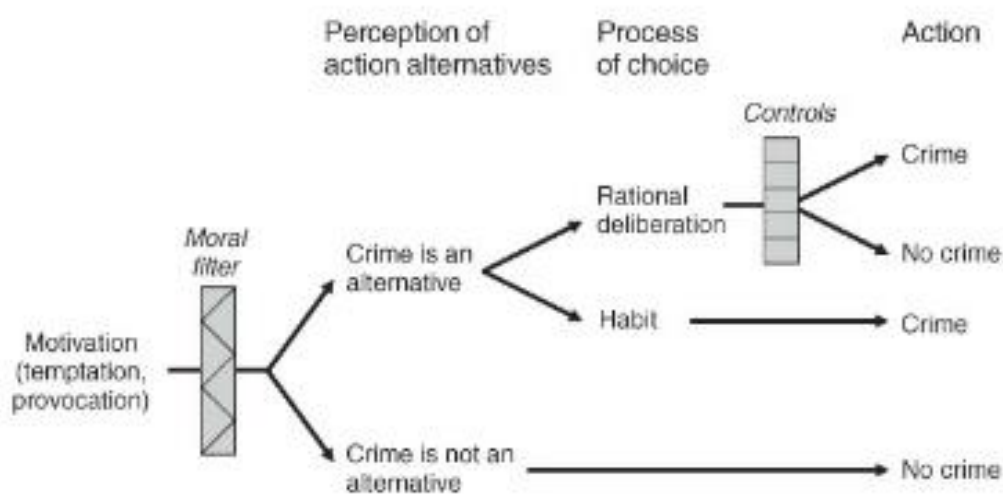 Perception of
action alternatives
Process
of choice
Action
Controls
Crime
Rational
deliberation
Moral
filter
Crime is an
alternative
No crime
Habit
Crime
Motivation
(temptation,
provocation)
Crime is not an
alternative
No crime